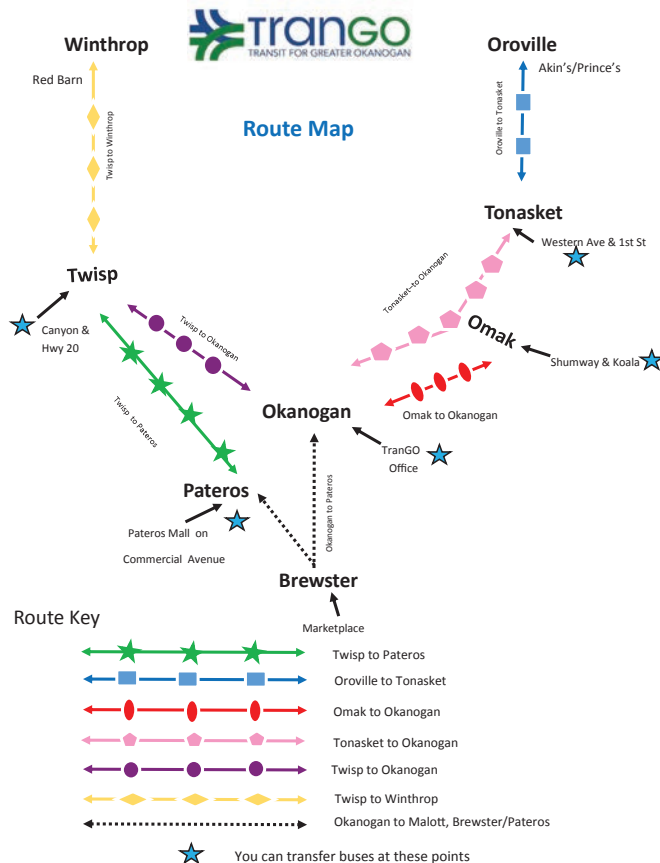 TranGO
TRANSIT FOR GREATER OKANOGAN
Winthrop
Oroville
Red Barn
Akin's/Prince's
Twisp to Winthrop
Route Map
Oroville to Tonasket
Tonasket
Western Ave & 1st St
Twisp
Tonasket–to Okanogan
Canyon &
Hwy 20
Twisp to Okanogan
Omak
Shumway & Koala
Twisp to Pateros
Okanogan
Omak to Okanogan
TranGO
Office
Pateros
Okanogan to Pateros
Pateros Mall on
Commercial Avenue
Brewster
Marketplace
Route Key
Twisp to Pateros
Oroville to Tonasket
Omak to Okanogan
Tonasket to Okanogan
Twisp to Okanogan
Twisp to Winthrop
Okanogan to Malott, Brewster/Pateros
You can transfer buses at these points